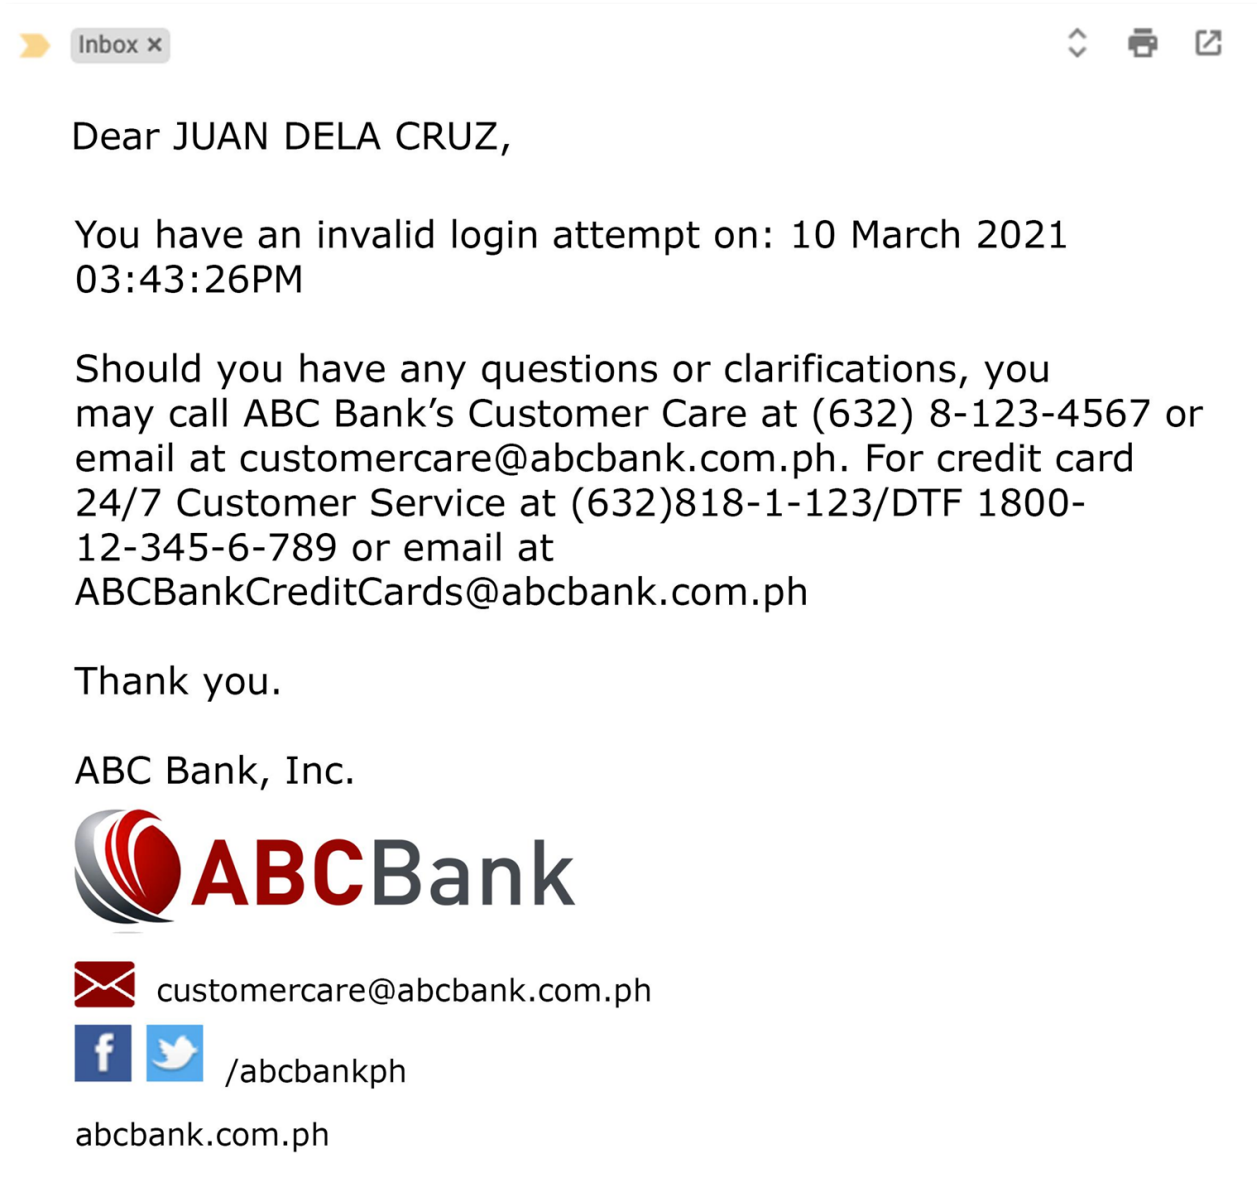 Inbox ×
Dear JUAN DELA CRUZ,
You have an invalid login attempt on: 10 March 2021
03:43:26PM
Should you have any questions or clarifications, you
may call ABC Bank’s Customer Care at (632) 8-123-4567 or
email at customercare@abcbank.com.ph. For credit card
24/7 Customer Service at (632)818-1-123/DTF 1800-
12-345-6-789 or email at
ABCBankCreditCards@abcbank.com.ph
Thank you.
ABC Bank, Inc.
ABCBank
customercare@abcbank.com.ph
f /abcbankph
abcbank.com.ph